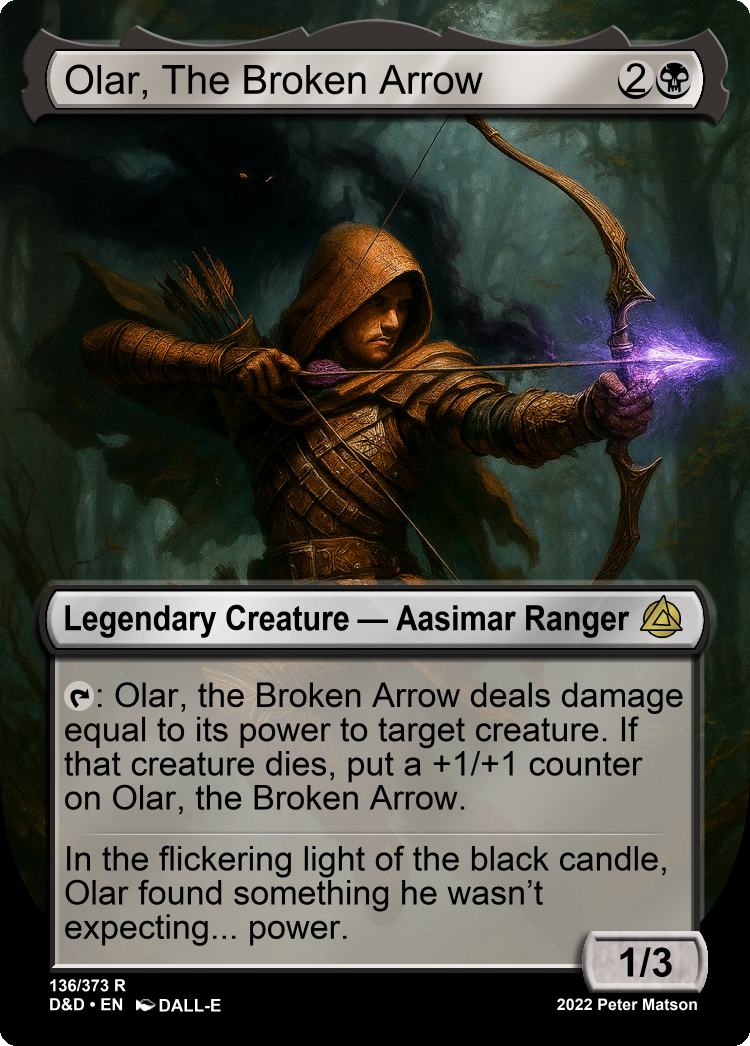 Olar, The Broken Arrow 2
Legendary Creature — Aasimar Ranger
: Olar, the Broken Arrow deals damage
equal to its power to target creature. If
that creature dies, put a +1/+1 counter
on Olar, the Broken Arrow.
In the flickering light of the black candle,
Olar found something he wasn't
expecting... power.
1/3
136/373 R
D&D • EN DALL-E
2022 Peter Matson